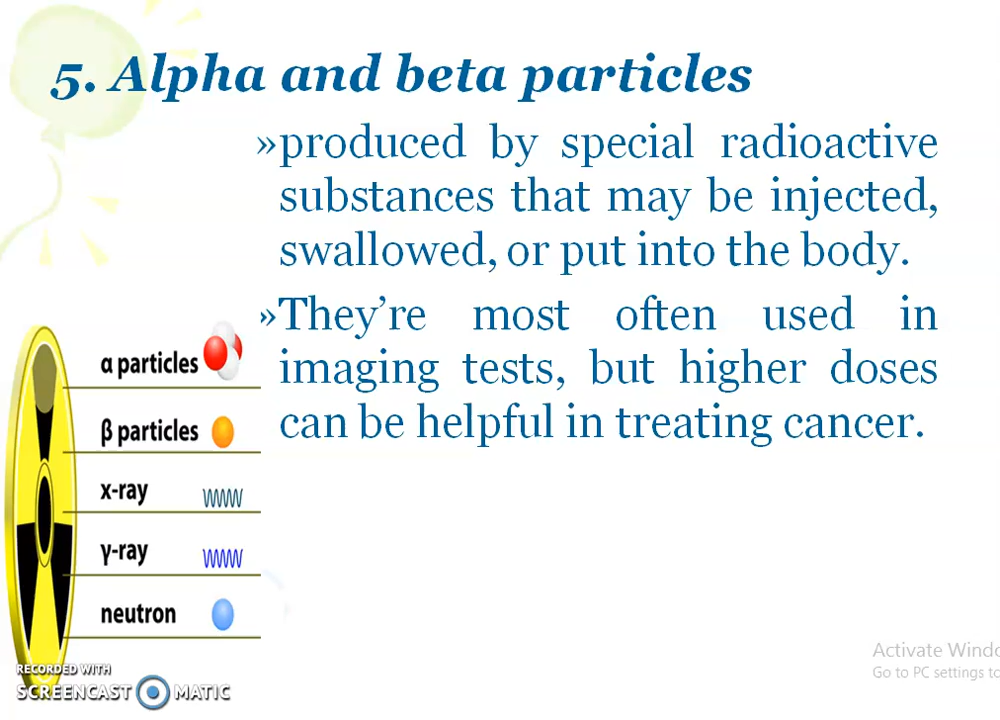 5. Alpha and beta particles
»produced by special radioactive
substances that may be injected,
swallowed, or put into the body.
»They’re most often used in
imaging tests, but higher doses
can be helpful in treating cancer.
α particles
β particles
x-ray
γ-ray
neutron
RECORDED WITH
SCREENCAST MATIC
Activate Windo
Go to PC settings to